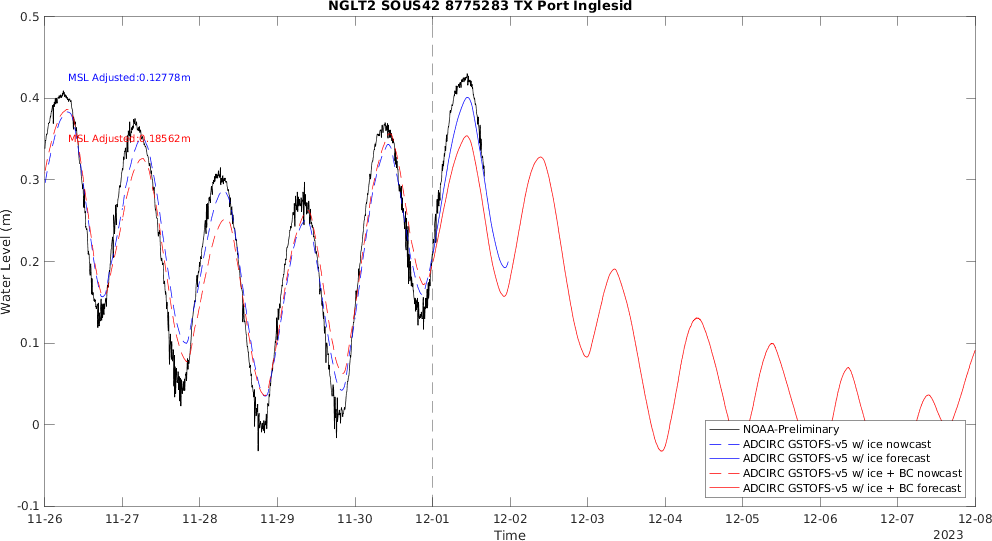 NGLT2 SOUS42 8775283 TX Port Inglesid
0.5
0.4
0.3
0.2
0.1
0
-0.1
Water Level (m)
MSL Adjusted:0.12778m
MSL Adjusted:0.18562m
NOAA-Preliminary
ADCIRC GSTOFS-v5 w/ ice nowcast
ADCIRC GSTOFS-v5 w/ ice forecast
ADCIRC GSTOFS-v5 w/ ice + BC nowcast
ADCIRC GSTOFS-v5 w/ ice + BC forecast
11-26 11-27 11-28 11-29 11-30 12-01 12-02 12-03 12-04 12-05 12-06 12-07 12-08
Time
2023